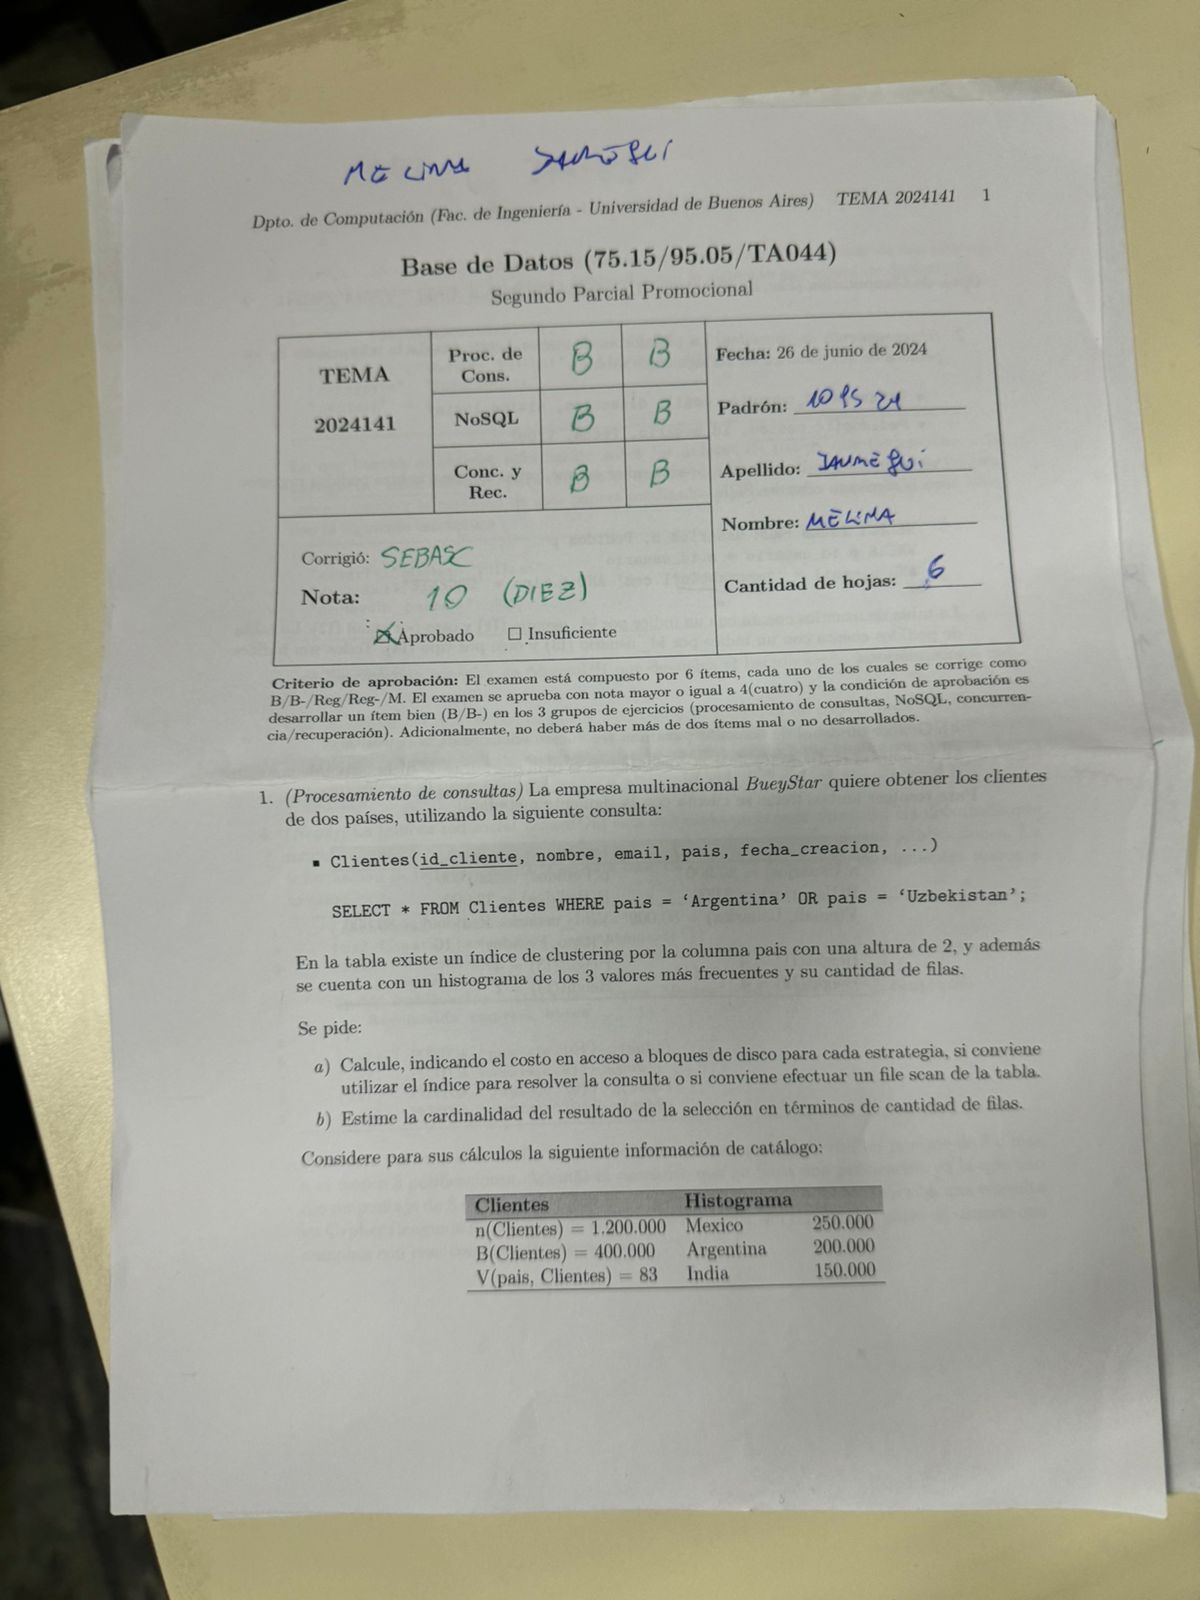 MELINA JAUREGUI
Dpto. de Computación (Fac. de Ingeniería - Universidad de Buenos Aires) TEMA 2024141 1
Base de Datos (75.15/95.05/TA044)
Segundo Parcial Promocional
TEMA
2024141
Proc. de
Cons.
B B
NoSQL
B B
Conc. y
Rec.
B B
Corrigió: SEBAS
Nota: 10 (DIEZ)
Aprobado ☐ Insuficiente
Fecha: 26 de junio de 2024
Padrón: 109524
Apellido: JAUREGUI
Nombre: MELINA
Cantidad de hojas: 6
Criterio de aprobación: El examen está compuesto por 6 ítems, cada uno de los cuales se corrige como
B/B-/Reg/Reg-/M. El examen se aprueba con nota mayor o igual a 4(cuatro) y la condición de aprobación es
desarrollar un ítem bien (B/B-) en los 3 grupos de ejercicios (procesamiento de consultas, NoSQL, concurren-
cia/recuperación). Adicionalmente, no deberá haber más de dos ítems mal o no desarrollados.
1. (Procesamiento de consultas) La empresa multinacional BueyStar quiere obtener los clientes
de dos países, utilizando la siguiente consulta:
▪ Clientes(id_cliente, nombre, email, pais, fecha_creacion, ...)
SELECT * FROM Clientes WHERE pais = ‘Argentina’ OR pais = ‘Uzbekistan’;
En la tabla existe un índice de clustering por la columna pais con una altura de 2, y además
se cuenta con un histograma de los 3 valores más frecuentes y su cantidad de filas.
Se pide:
a) Calcule, indicando el costo en acceso a bloques de disco para cada estrategia, si conviene
utilizar el índice para resolver la consulta o si conviene efectuar un file scan de la tabla.
b) Estime la cardinalidad del resultado de la selección en términos de cantidad de filas.
Considere para sus cálculos la siguiente información de catálogo:
Clientes Histograma
n(Clientes) = 1.200.000 Mexico 250.000
B(Clientes) = 400.000 Argentina 200.000
V(pais, Clientes) = 83 India 150.000